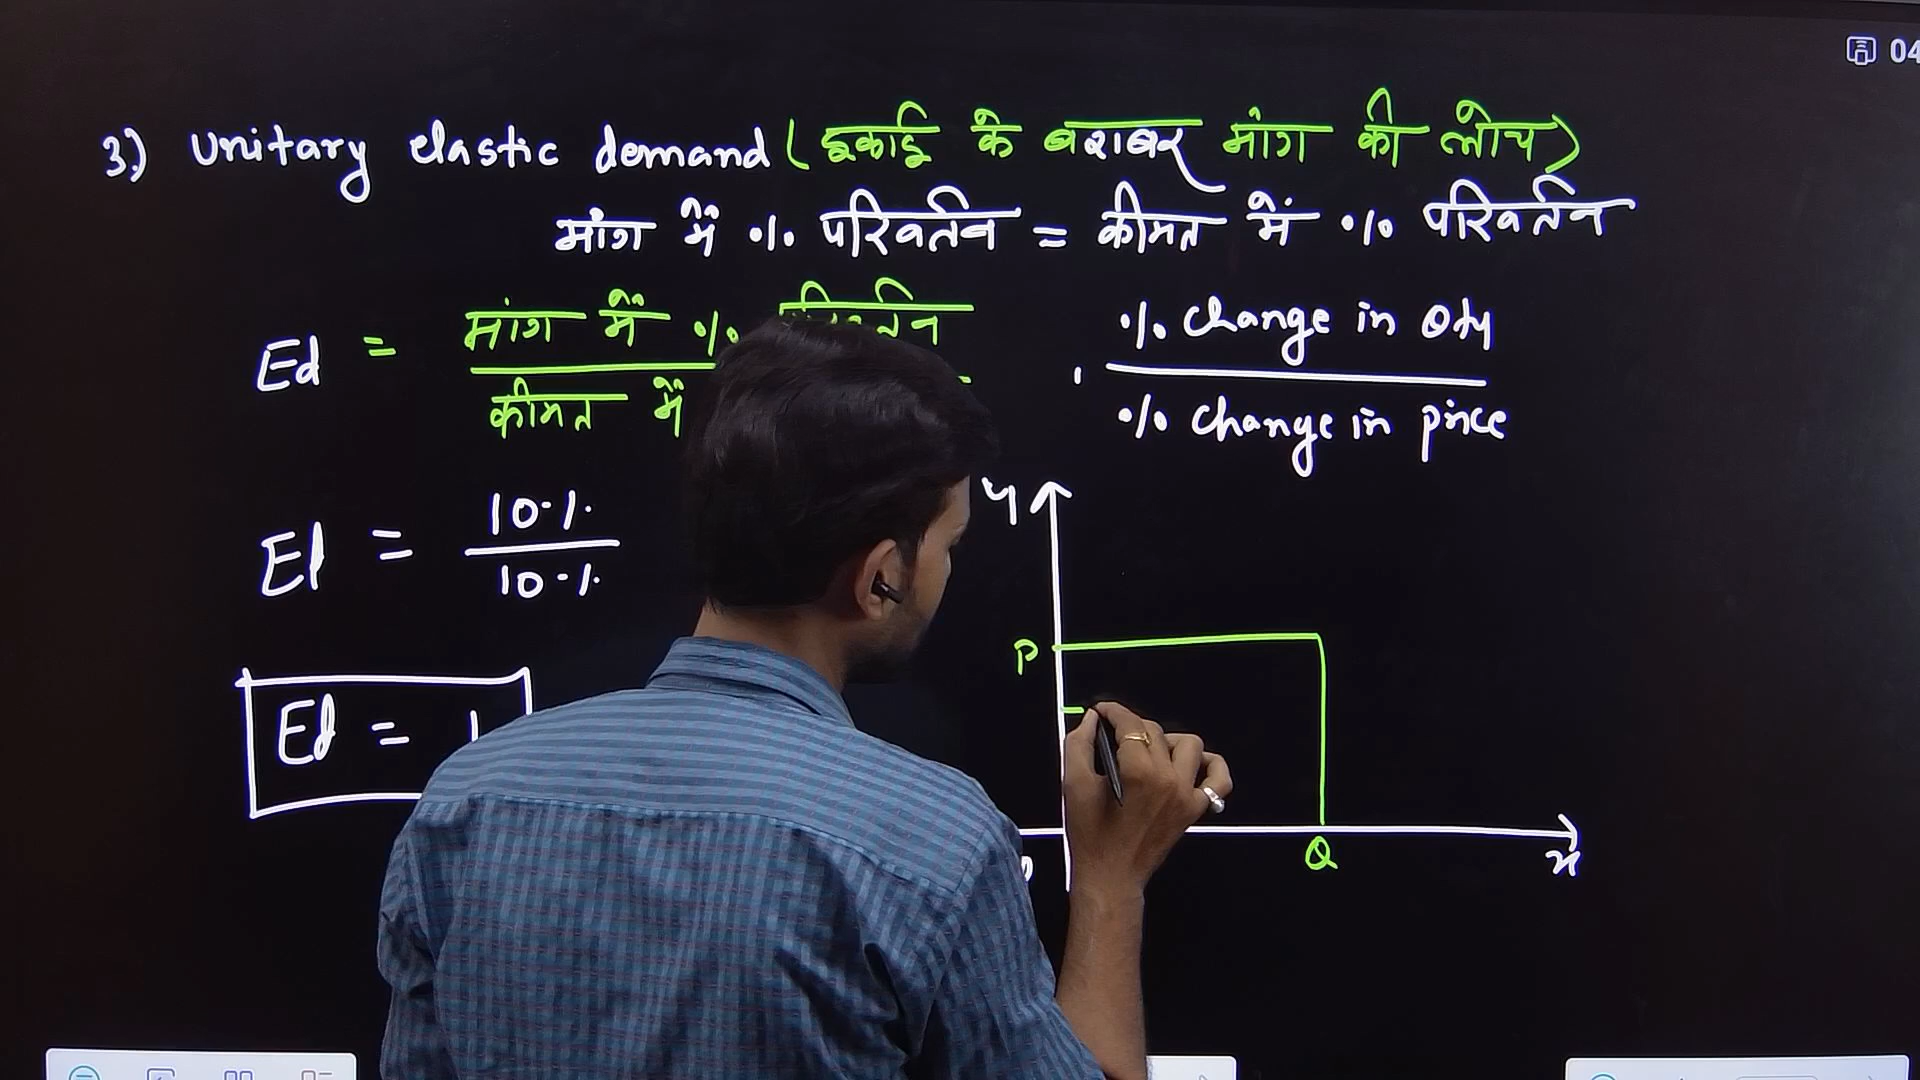 04
3.) Unitary elastic demand (इकाई के बराबर मांग की लोच)
मांग में % परिवर्तन = कीमत में % परिवर्तन
Ed = मांग में % / कीमत में
% change in Qty / % change in price
Ed = 10% / 10%
Ed = 1
y
P
Q
x